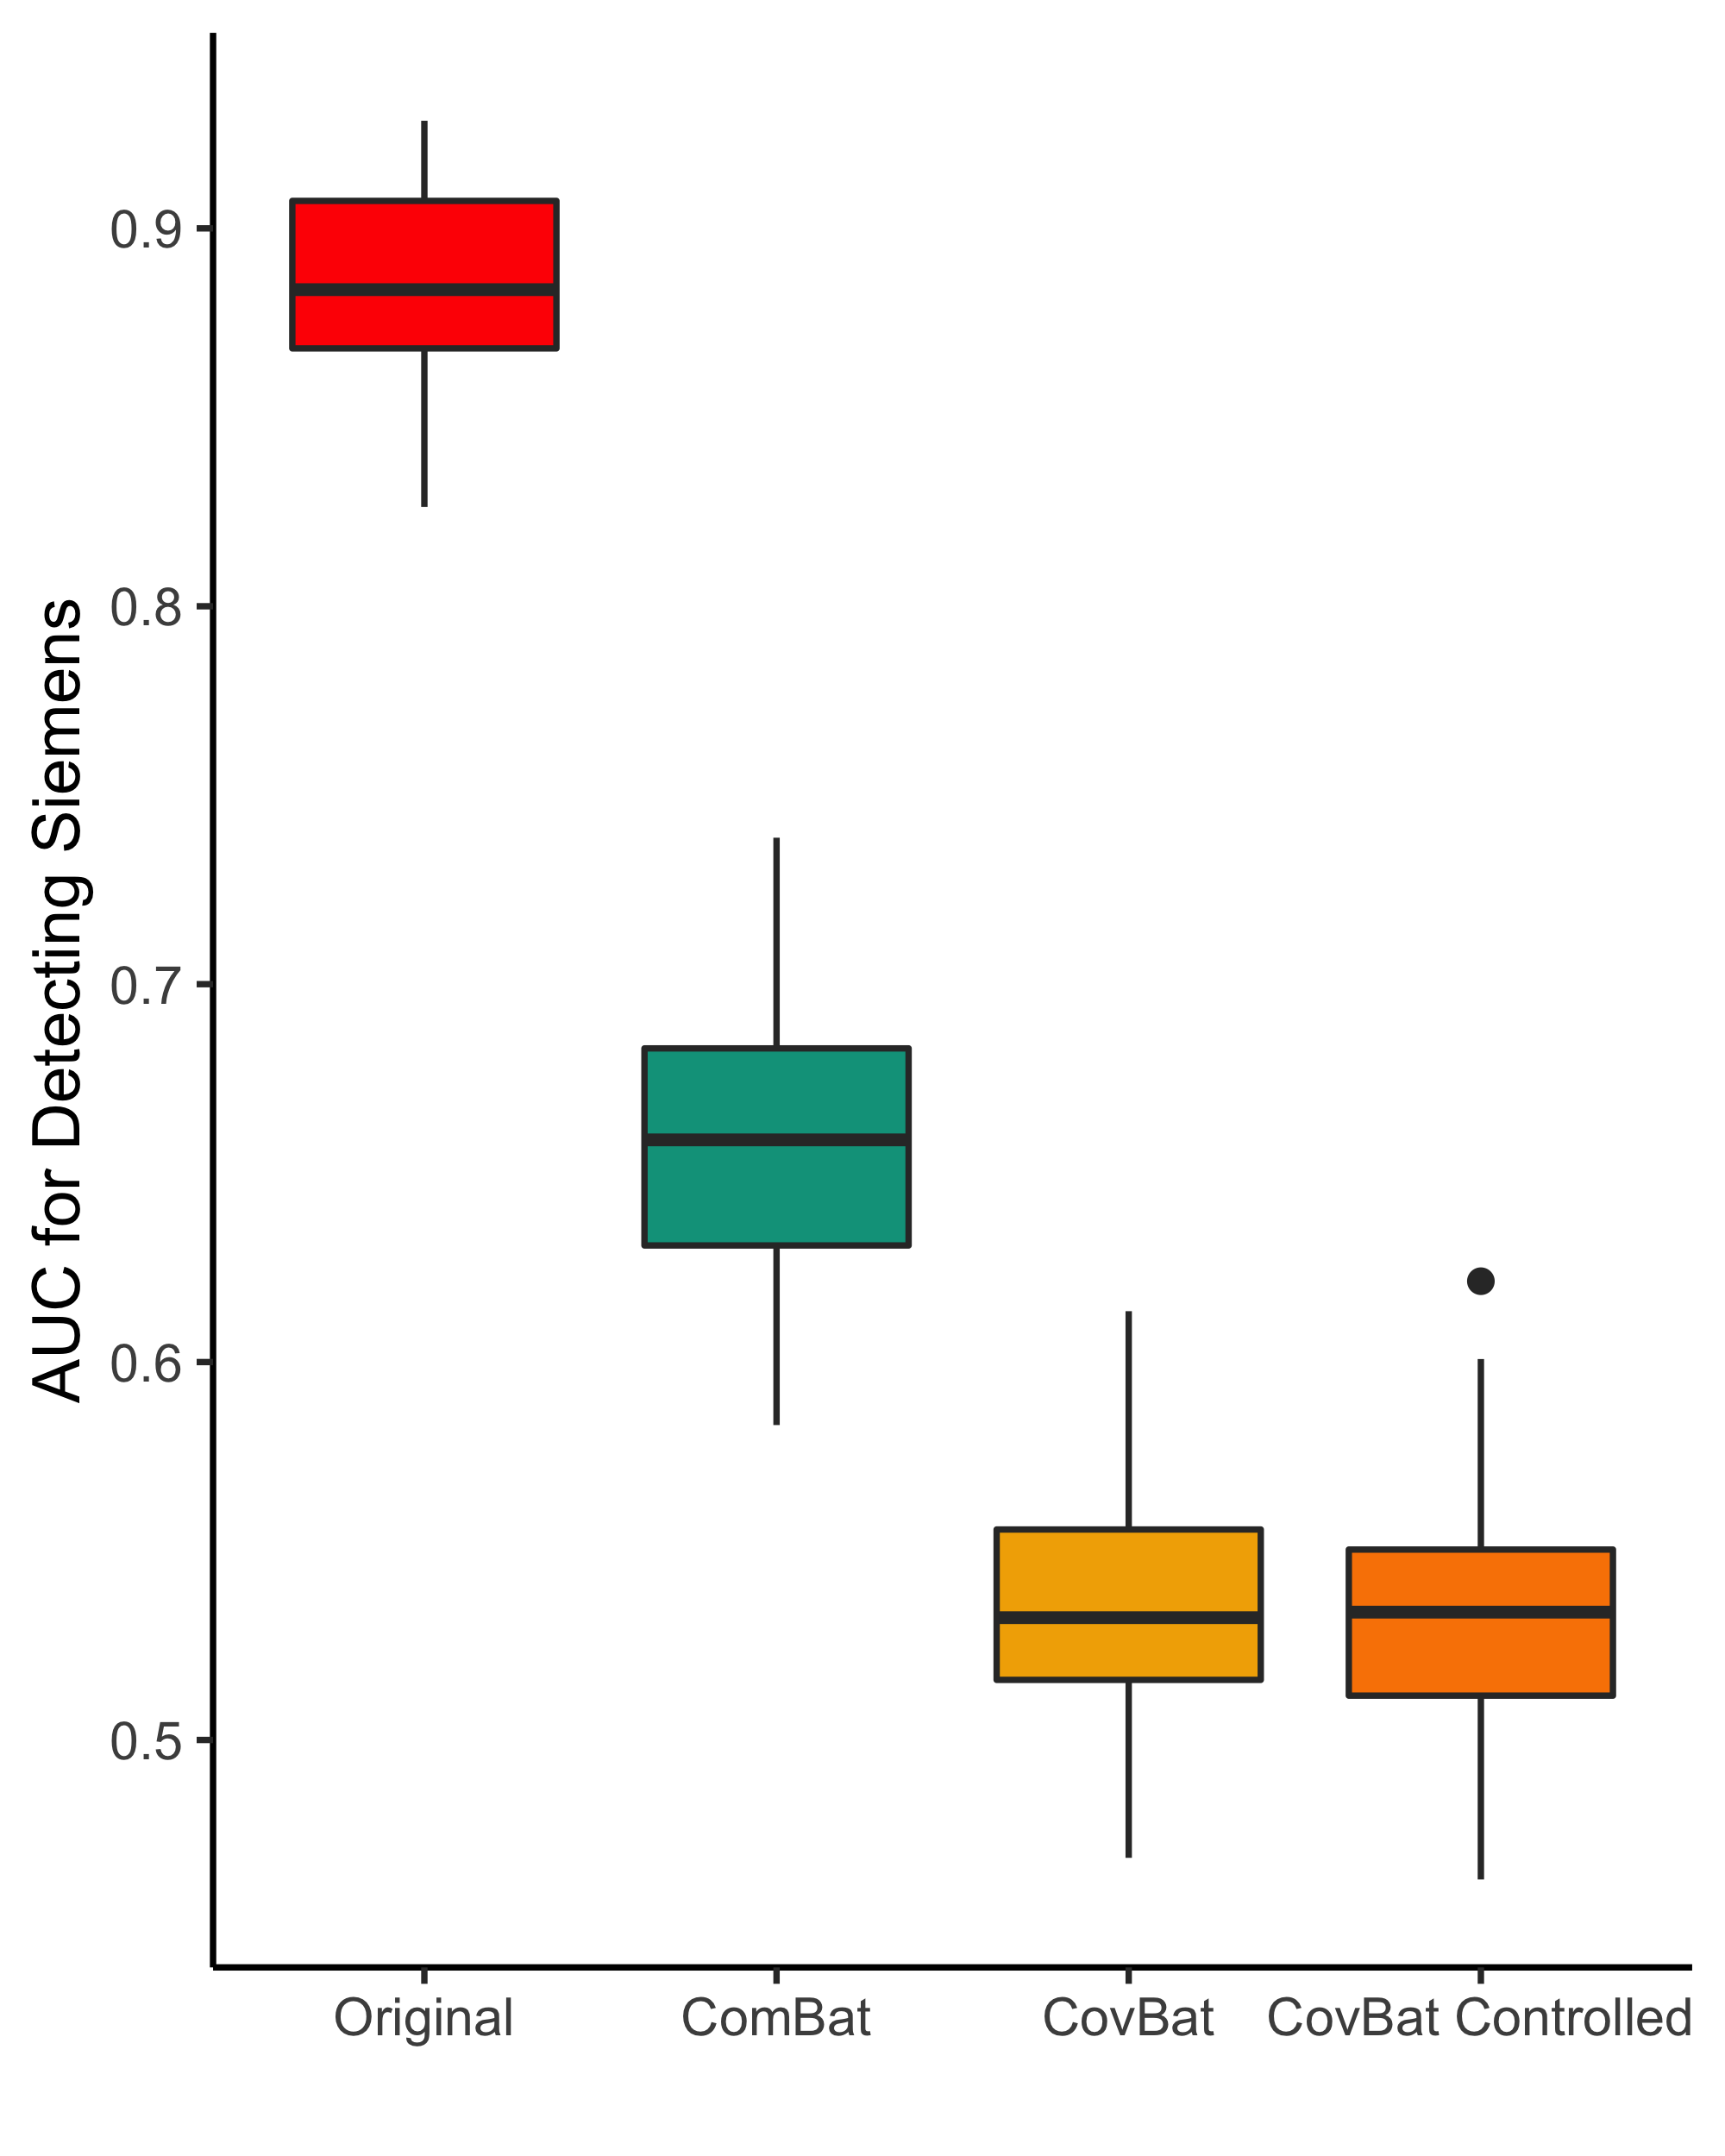 AUC for Detecting Siemens
0.9
0.8
0.7
0.6
0.5
Original
ComBat
CovBat
CovBat Controlled